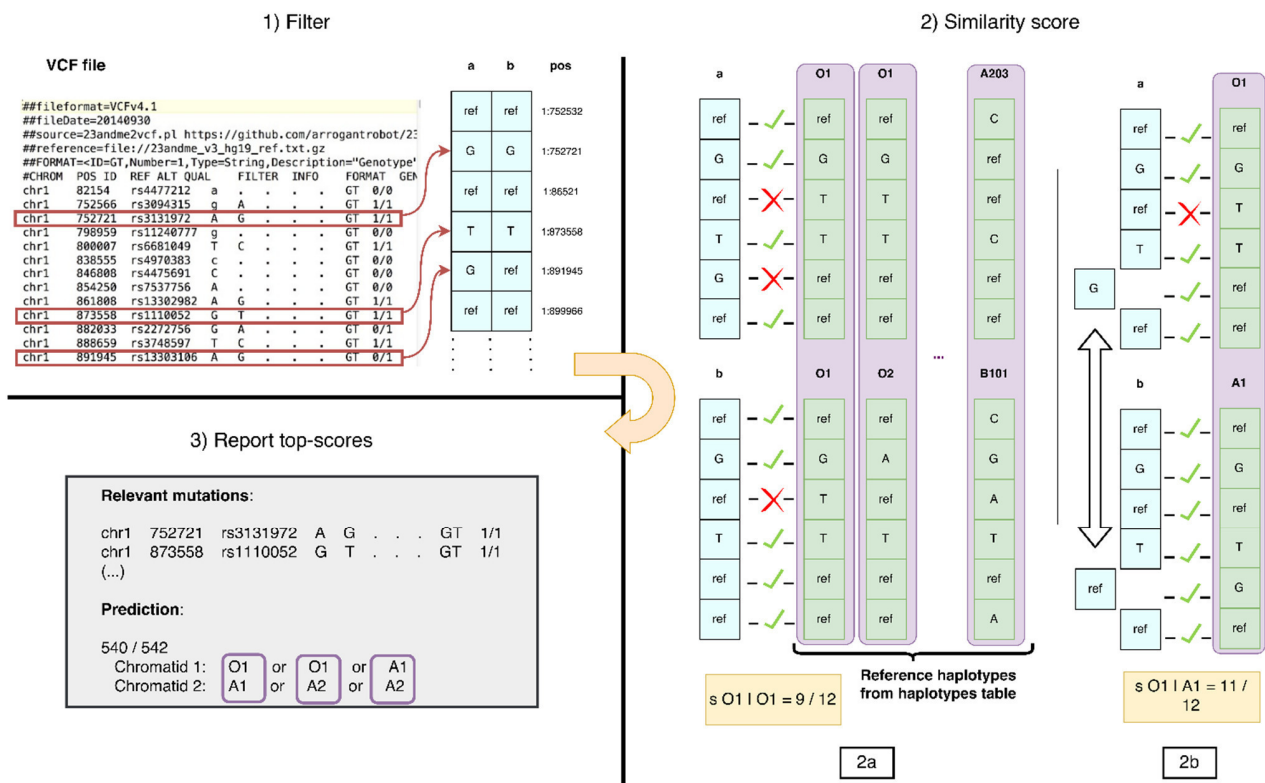 1) Filter
VCF file
##fileformat=VCFv4.1
##fileDate=20140930
##source=23andme2vcf.pl https://github.com/arrogantrobot/23
##reference=file://23andme_v3_hg19_ref.txt.gz
##FORMAT=<ID=GT,Number=1,Type=String,Description="Genotype"
#CHROM POS ID REF ALT QUAL FILTER INFO FORMAT GEN
chr1 82154 rs4477212 a . . . . GT 0/0
chr1 752566 rs3094315 g A . . . GT 1/1
chr1 752721 rs3131972 A G . . . GT 1/1
chr1 798959 rs11240777 g . . . . GT 0/0
chr1 800007 rs6681049 T C . . . GT 1/1
chr1 838555 rs4970383 c . . . . GT 0/0
chr1 846808 rs4475691 C . . . . GT 0/0
chr1 854250 rs7537756 A . . . . GT 0/0
chr1 861808 rs13302982 A G . . . GT 1/1
chr1 873558 rs1110052 G T . . . GT 1/1
chr1 882033 rs2272756 G A . . . GT 0/1
chr1 888659 rs3748597 T C . . . GT 1/1
chr1 891945 rs13303106 A G . . . GT 0/1
a b pos
ref ref 1:752532
G G 1:752721
ref ref 1:86521
T T 1:873558
G ref 1:891945
ref ref 1:899966
2) Similarity score
a O1 O1 A203
ref ref ref C
G G G ref
ref T T ref
T T T C
G ref ref ref
ref ref ref ref
...
b O1 O2 B101
ref ref ref C
G G A G
ref T ref A
T T T T
ref ref ref ref
ref ref ref A
Reference haplotypes
from haplotypes table
s O1 | O1 = 9 / 12
2a
a O1
ref ref
G G
ref T
T T
G ref
ref ref
b A1
ref ref
G G
ref ref
T T
ref G
ref ref
s O1 | A1 = 11 /
12
2b
3) Report top-scores
Relevant mutations:
chr1 752721 rs3131972 A G . . . GT 1/1
chr1 873558 rs1110052 G T . . . GT 1/1
(...)
Prediction:
540 / 542
Chromatid 1: O1 or O1 or A1
Chromatid 2: A1 or A2 or A2